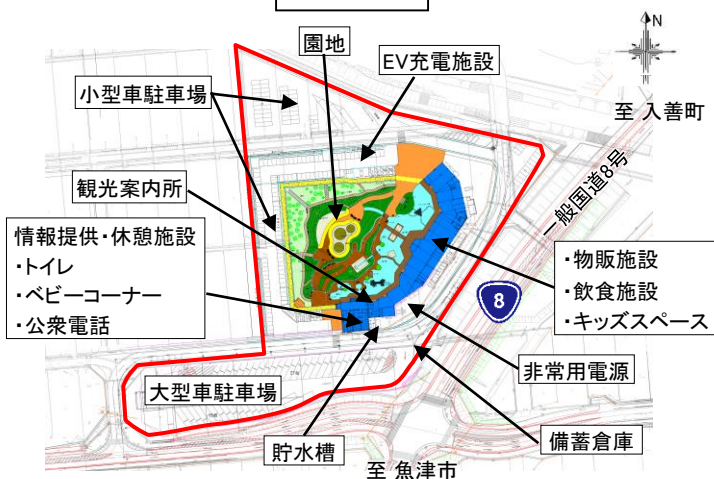 園地
N
EV充電施設
小型車駐車場
至 入善町
一般国道8号
観光案内所
情報提供・休憩施設
・トイレ
・ベビーコーナー
・公衆電話
・物販施設
・飲食施設
・キッズスペース
8
非常用電源
大型車駐車場
備蓄倉庫
貯水槽
至 魚津市